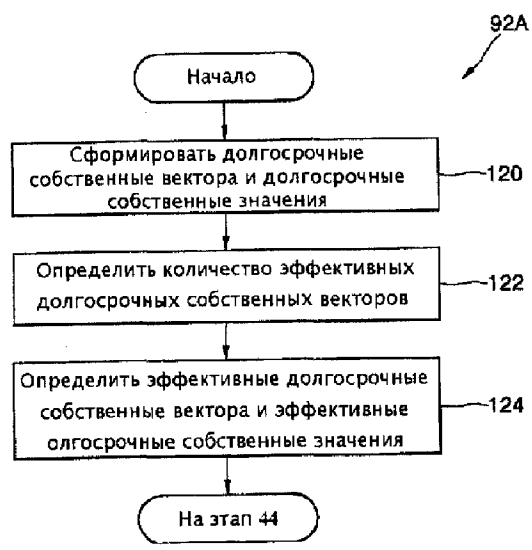 92A
Начало
Сформировать долгосрочные
собственные вектора и долгосрочные
собственные значения
120
Определить количество эффективных
долгосрочных собственных векторов
122
Определить эффективные долгосрочные
собственные вектора и эффективные
олгосрочные собственные значения
124
На этап 44